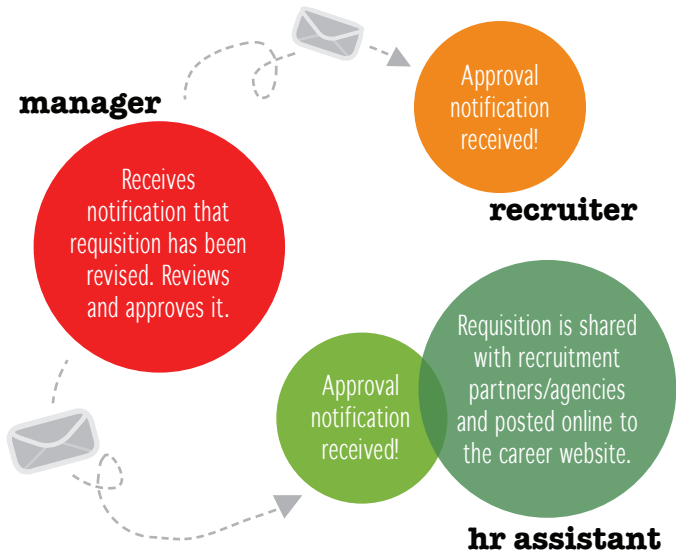 manager
Receives
notification that
requisition has been
revised. Reviews
and approves it.
Approval
notification
received!
recruiter
Approval
notification
received!
Requisition is shared
with recruitment
partners/agencies
and posted online to
the career website.
hr assistant